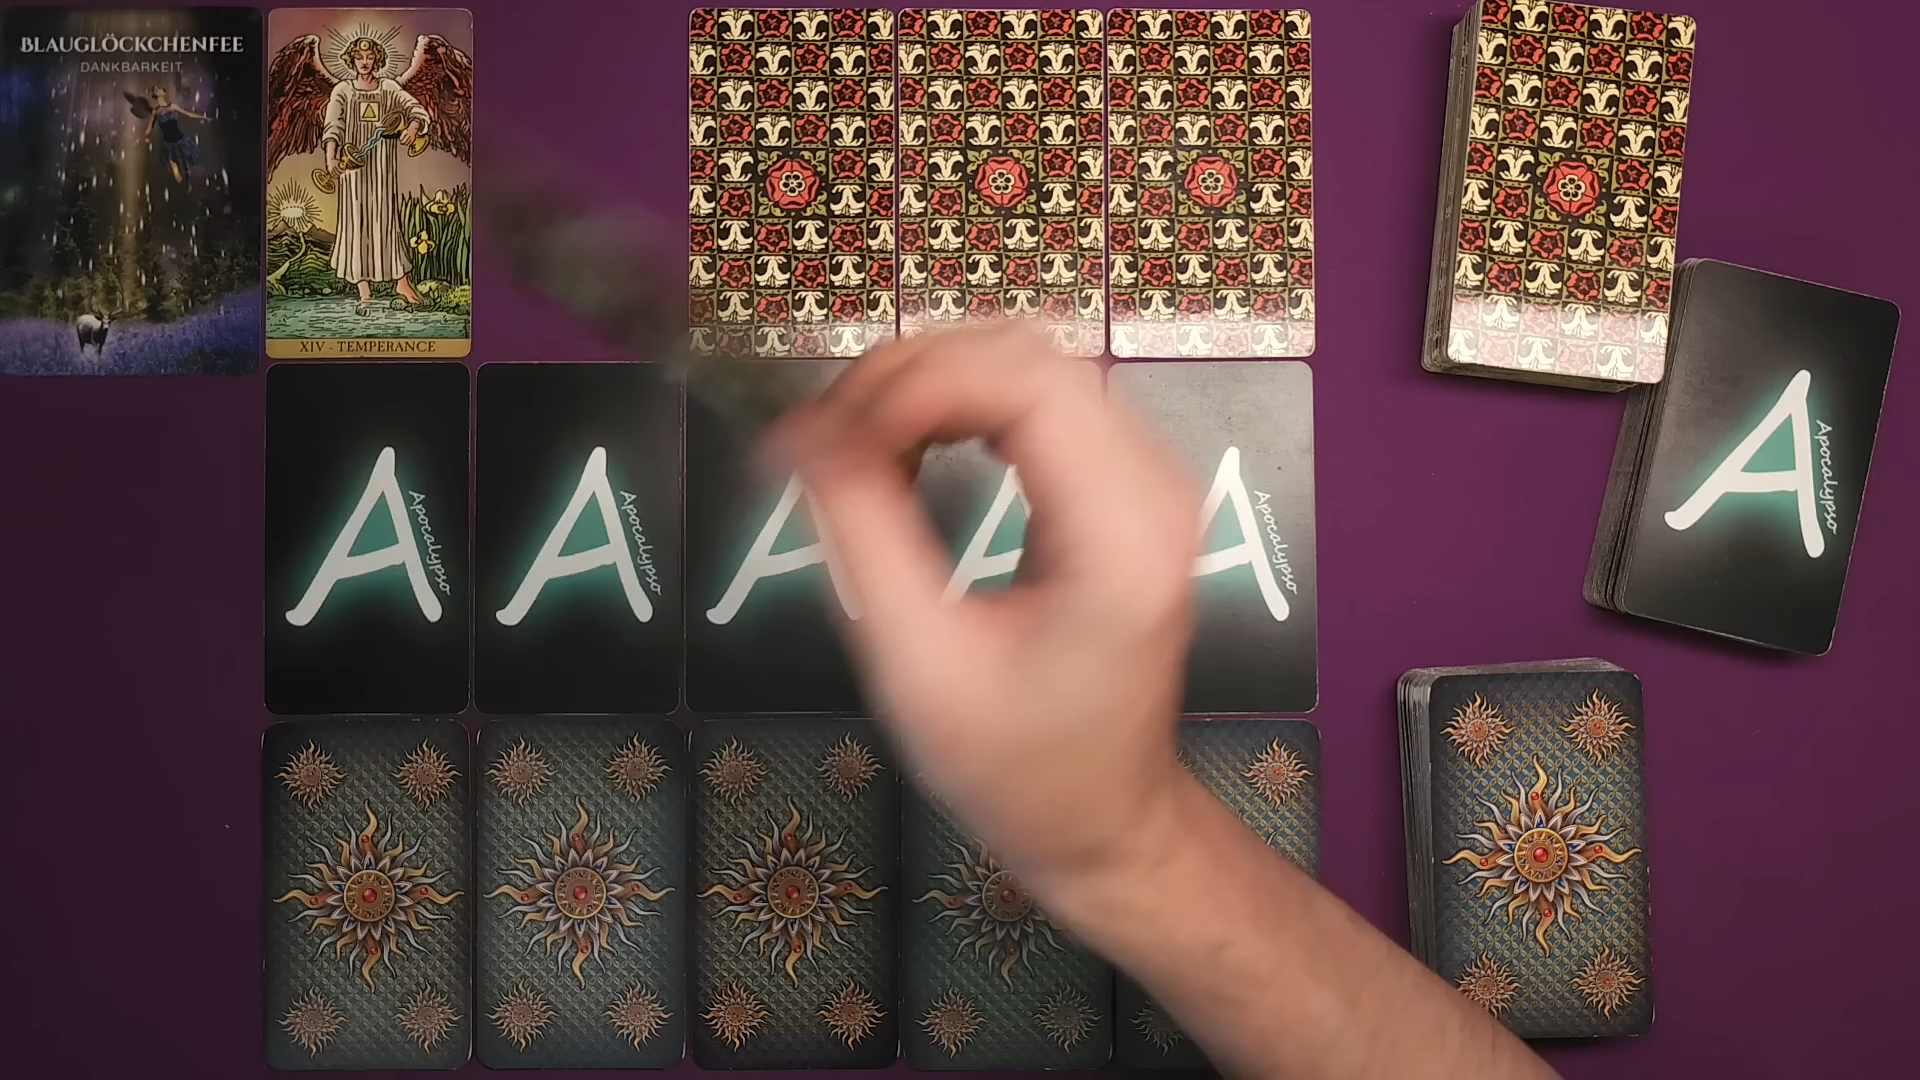 BLAUGLÖCKCHENFEE
DANKBARKEIT
XIV - TEMPERANCE
A Apocalypso
A Apocalypso
A
A
A Apocalypso
A Apocalypso